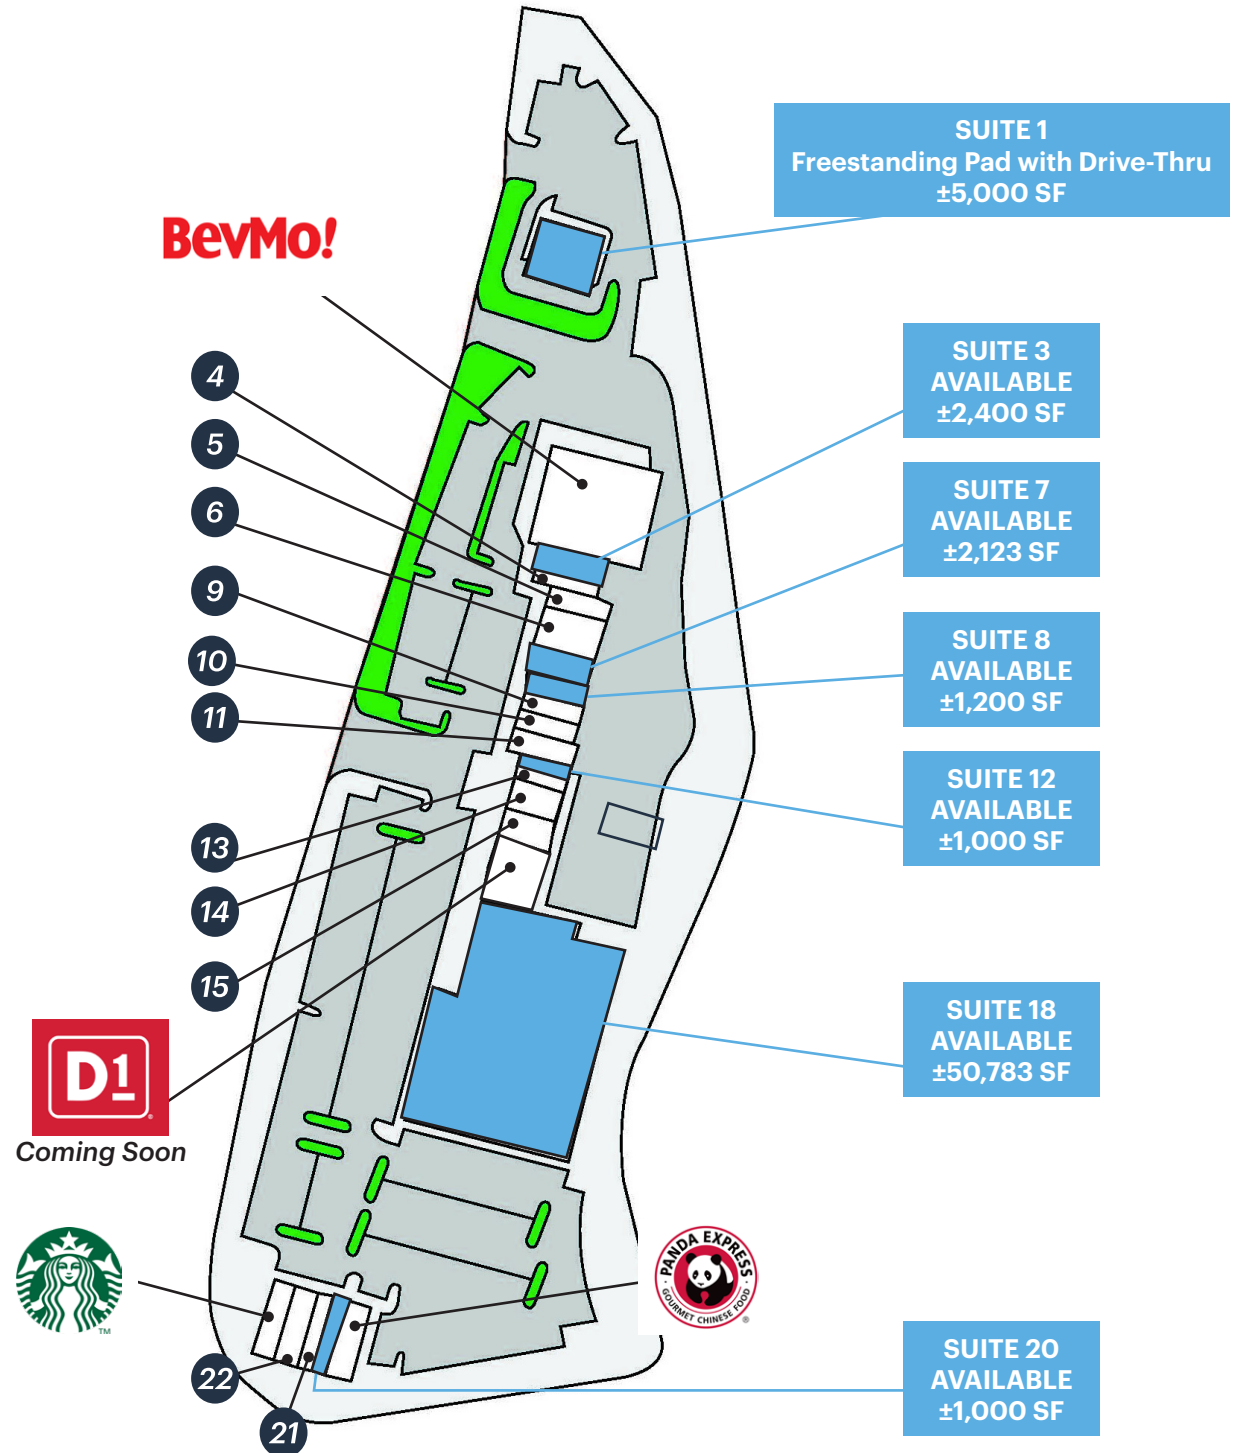 SUITE 1
Freestanding Pad with Drive-Thru
±5,000 SF
BevMo!
SUITE 3
AVAILABLE
±2,400 SF
4
5
SUITE 7
AVAILABLE
±2,123 SF
6
9
SUITE 8
AVAILABLE
±1,200 SF
10
11
SUITE 12
AVAILABLE
±1,000 SF
13
14
15
SUITE 18
AVAILABLE
±50,783 SF
D1
®
Coming Soon
TM
PANDA EXPRESS
GOURMET CHINESE FOOD
®
22
21
SUITE 20
AVAILABLE
±1,000 SF